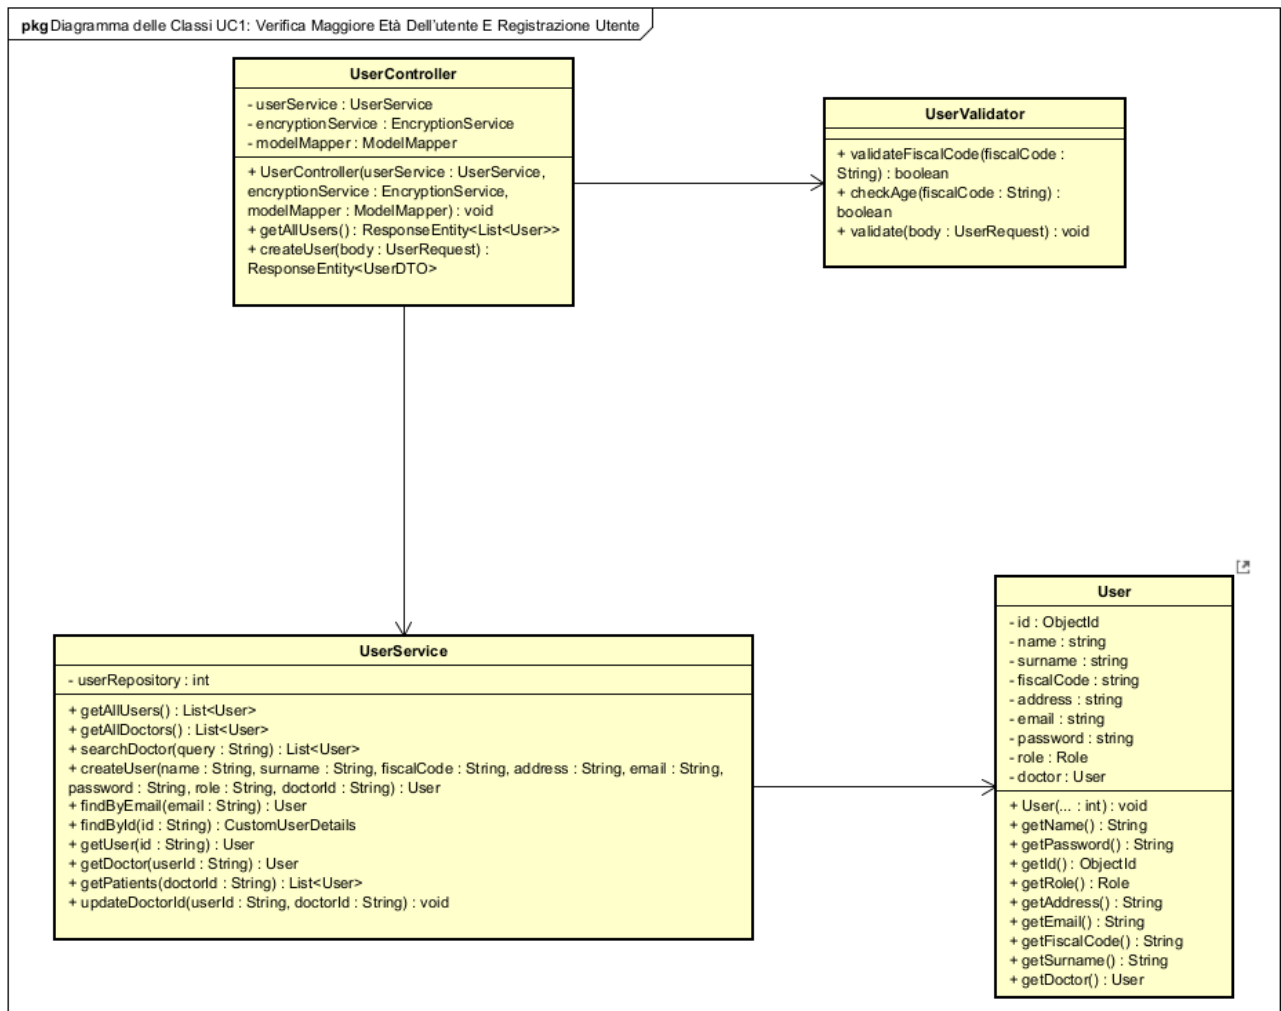 pkg Diagramma delle Classi UC1: Verifica Maggiore Età Dell'utente E Registrazione Utente
UserController
- userService : UserService
- encryptionService : EncryptionService
- modelMapper : ModelMapper
+ UserController(userService : UserService,
encryptionService : EncryptionService,
modelMapper : ModelMapper) : void
+ getAllUsers() : ResponseEntity<List<User>>
+ createUser(body : UserRequest) :
ResponseEntity<UserDTO>
UserValidator
+ validateFiscalCode(fiscalCode :
String) : boolean
+ checkAge(fiscalCode : String) :
boolean
+ validate(body : UserRequest) : void
UserService
- userRepository : int
+ getAllUsers() : List<User>
+ getAllDoctors() : List<User>
+ searchDoctor(query : String) : List<User>
+ createUser(name : String, surname : String, fiscalCode : String, address : String, email : String,
password : String, role : String, doctorId : String) : User
+ findByEmail(email : String) : User
+ findById(id : String) : CustomUserDetails
+ getUser(id : String) : User
+ getDoctor(userId : String) : User
+ getPatients(doctorId : String) : List<User>
+ updateDoctorId(userId : String, doctorId : String) : void
User
- id : ObjectId
- name : string
- surname : string
- fiscalCode : string
- address : string
- email : string
- password : string
- role : Role
- doctor : User
+ User(... : int) : void
+ getName() : String
+ getPassword() : String
+ getId() : ObjectId
+ getRole() : Role
+ getAddress() : String
+ getEmail() : String
+ getFiscalCode() : String
+ getSurname() : String
+ getDoctor() : User